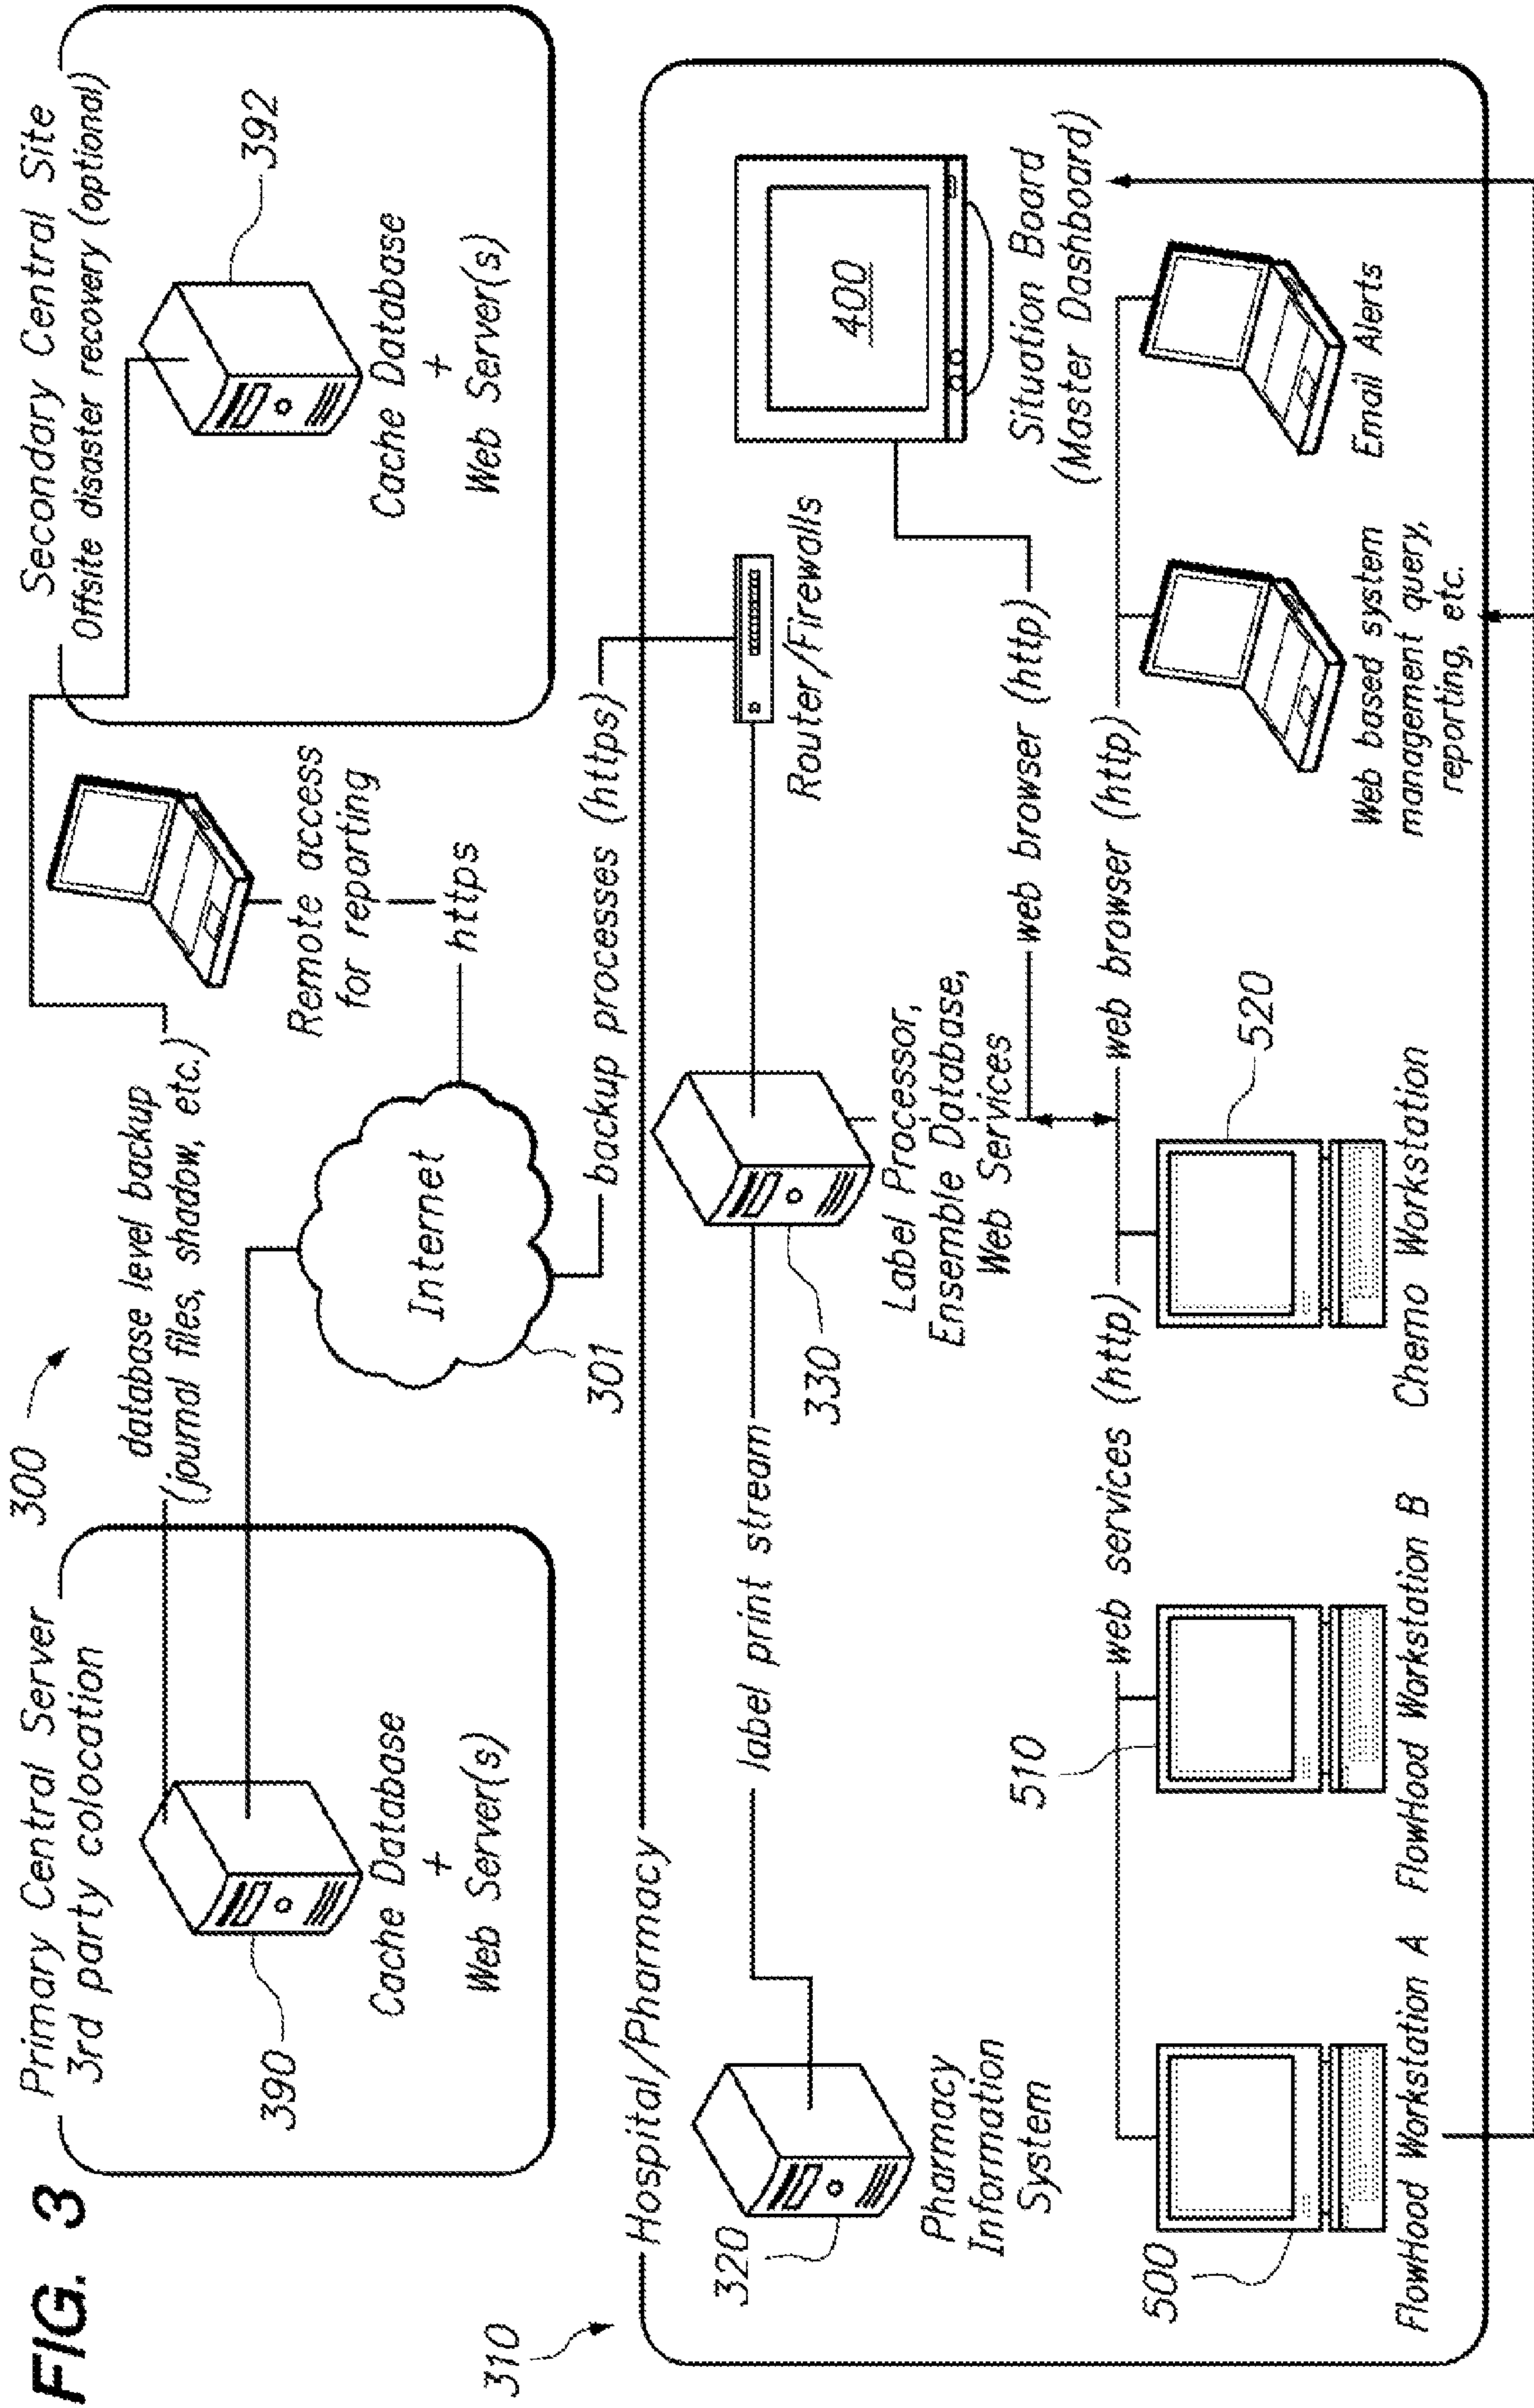 FIG. 3
300
Primary Central Server
3rd party colocation
390
Cache Database
+
Web Server(s)
database level backup
(journal files, shadow, etc.)
Internet
301
Remote access
for reporting
https
Secondary Central Site
Offsite disaster recovery (optional)
392
Cache Database
+
Web Server(s)
backup processes (https)
310
Hospital/Pharmacy
320
Pharmacy
Information
System
label print stream
330
Label Processor,
Ensemble Database,
Web Services
Router/Firewalls
400
Situation Board
(Master Dashboard)
web browser (http)
web services (http)
web browser (http)
500
FlowHood Workstation A
510
FlowHood Workstation B
520
Chemo Workstation
Web based system
management query,
reporting, etc.
Email Alerts